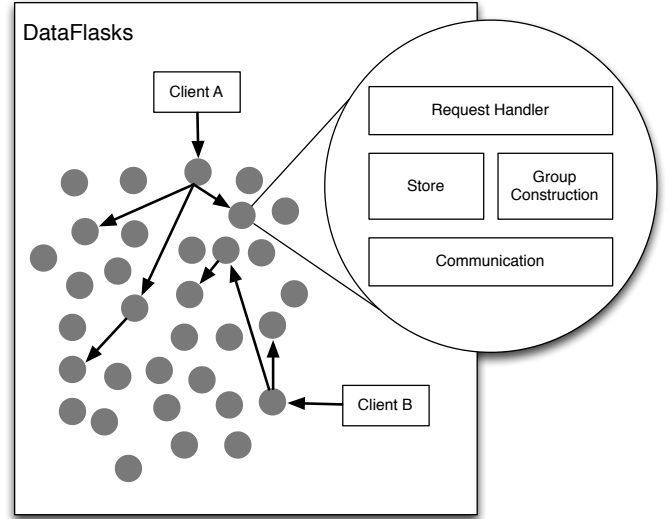 DataFlasks
Client A
Request Handler
Store
Group
Construction
Communication
Client B